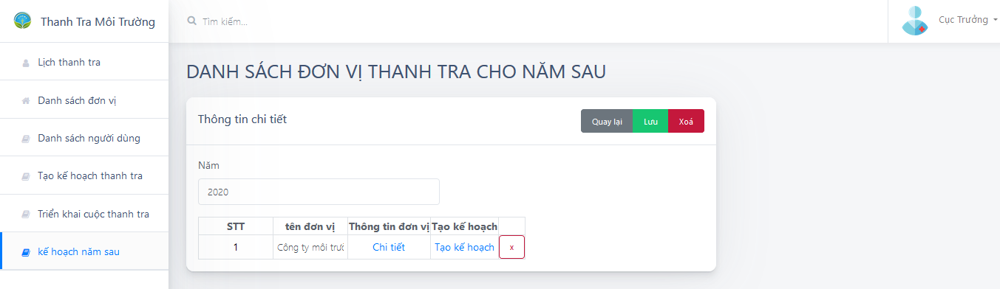 Thanh Tra Môi Trường
Tìm kiếm...
Cục Trưởng
Lịch thanh tra
Danh sách đơn vị
Danh sách người dùng
Tạo kế hoạch thanh tra
Triển khai cuộc thanh tra
kế hoạch năm sau
DANH SÁCH ĐƠN VỊ THANH TRA CHO NĂM SAU
Thông tin chi tiết
Quay lại Lưu Xoá
Năm
2020
STT tên đơn vị Thông tin đơn vị Tạo kế hoạch
1 Công ty môi trườ Chi tiết Tạo kế hoạch x